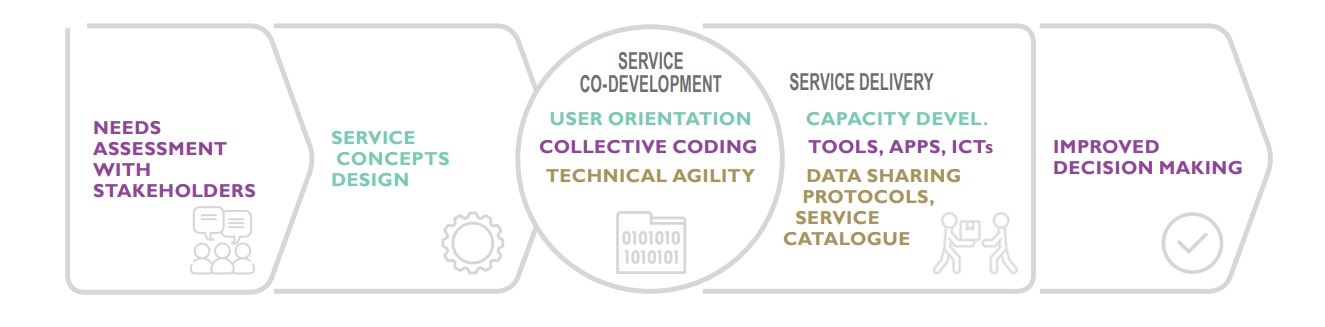 NEEDS
ASSESSMENT
WITH
STAKEHOLDERS
SERVICE
CONCEPTS
DESIGN
SERVICE
CO-DEVELOPMENT
USER ORIENTATION
COLLECTIVE CODING
TECHNICAL AGILITY
0101010
1010101
SERVICE DELIVERY
CAPACITY DEVEL.
TOOLS, APPS, ICTs
DATA SHARING
PROTOCOLS,
SERVICE
CATALOGUE
IMPROVED
DECISION MAKING